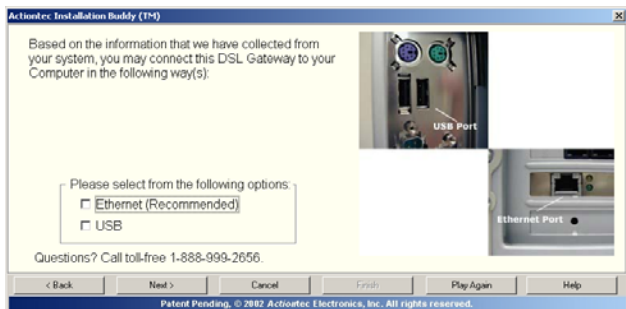 Actiontec Installation Buddy (TM)
Based on the information that we have collected from
your system, you may connect this DSL Gateway to your
Computer in the following way(s):
USB Port
Ethernet Port
Please select from the following options:
Ethernet (Recommended)
USB
Questions? Call toll-free 1-888-999-2656.
< Back Next > Cancel Finish Play Again Help
Patent Pending, © 2002 Actiontec Electronics, Inc. All rights reserved.